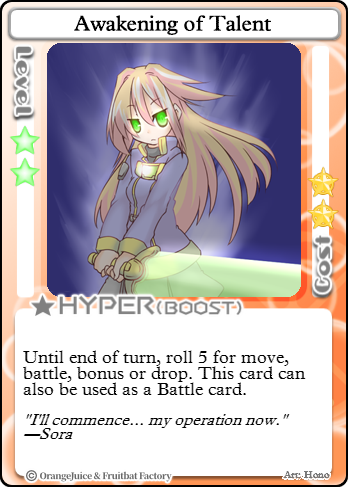 Awakening of Talent
Level
Cost
HYPER(BOOST)
Until end of turn, roll 5 for move,
battle, bonus or drop. This card can
also be used as a Battle card.
"I'll commence... my operation now."
—Sora
© OrangeJuice & Fruitbat Factory
Art: Hono